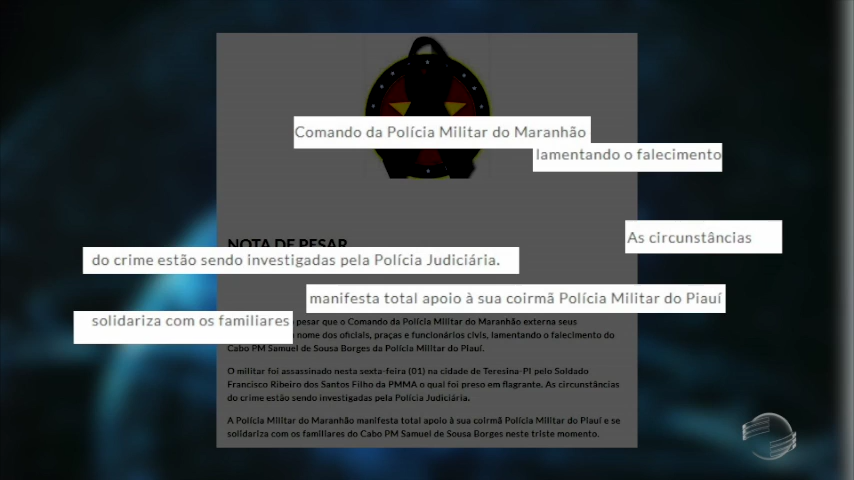 Comando da Polícia Militar do Maranhão
lamentando o falecimento
As circunstâncias
do crime estão sendo investigadas pela Polícia Judiciária.
manifesta total apoio à sua coirmã Polícia Militar do Piauí
solidariza com os familiares
NOTA DE PESAR
pesar que o Comando da Polícia Militar do Maranhão externa seus
nome dos oficiais, praças e funcionários civis, lamentando o falecimento do
Cabo PM Samuel de Sousa Borges da Polícia Militar do Piauí.
O militar foi assassinado nesta sexta-feira (01) na cidade de Teresina-PI pelo Soldado
Francisco Ribeiro dos Santos Filho da PMMA o qual foi preso em flagrante. As circunstâncias
do crime estão sendo investigadas pela Polícia Judiciária.
A Polícia Militar do Maranhão manifesta total apoio à sua coirmã Polícia Militar do Piauí e se
solidariza com os familiares do Cabo PM Samuel de Sousa Borges neste triste momento.